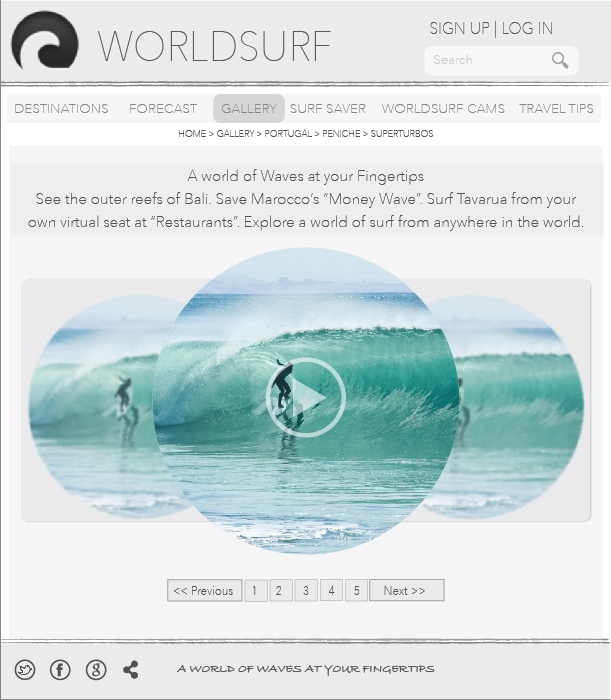 SIGN UP | LOG IN
WORLDSURF
Search
DESTINATIONS FORECAST GALLERY SURF SAVER WORLDSURF CAMS TRAVEL TIPS
HOME > GALLERY > PORTUGAL > PENICHE > SUPERTURBOS
A world of Waves at your Fingertips
See the outer reefs of Bali. Save Marocco's “Money Wave”. Surf Tavarua from your
own virtual seat at “Restaurants”. Explore a world of surf from anywhere in the world.
<< Previous 1 2 3 4 5 Next >>
A WORLD OF WAVES AT YOUR FINGERTIPS